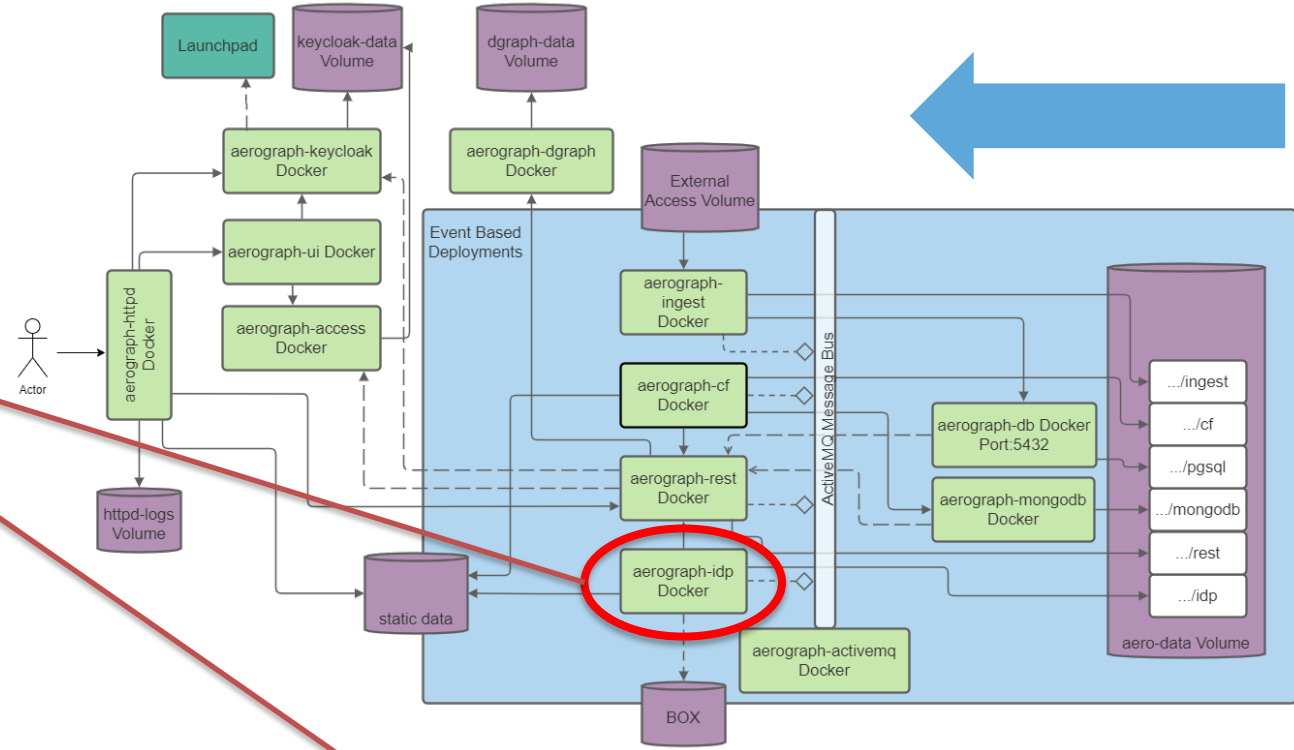 Launchpad
keycloak-data
Volume
dgraph-data
Volume
aerograph-keycloak
Docker
aerograph-dgraph
Docker
External
Access Volume
Event Based
Deployments
aerograph-ui Docker
aerograph-
ingest
Docker
aerograph-httpd
Docker
aerograph-access
Docker
Actor
ActiveMQ Message Bus
aerograph-cf
Docker
.../ingest
.../cf
aerograph-db Docker
Port:5432
.../pgsql
aerograph-rest
Docker
aerograph-mongodb
Docker
.../mongodb
httpd-logs
Volume
.../rest
aerograph-idp
Docker
.../idp
static data
aero-data Volume
aerograph-activemq
Docker
BOX